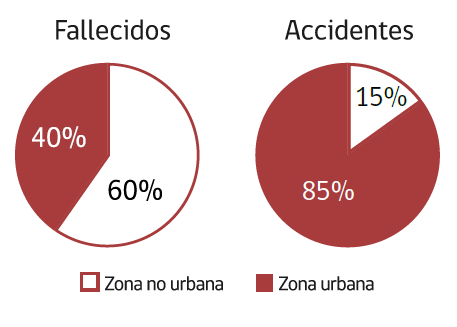 Fallecidos
Accidentes
40%
60%
15%
85%
Zona no urbana
Zona urbana